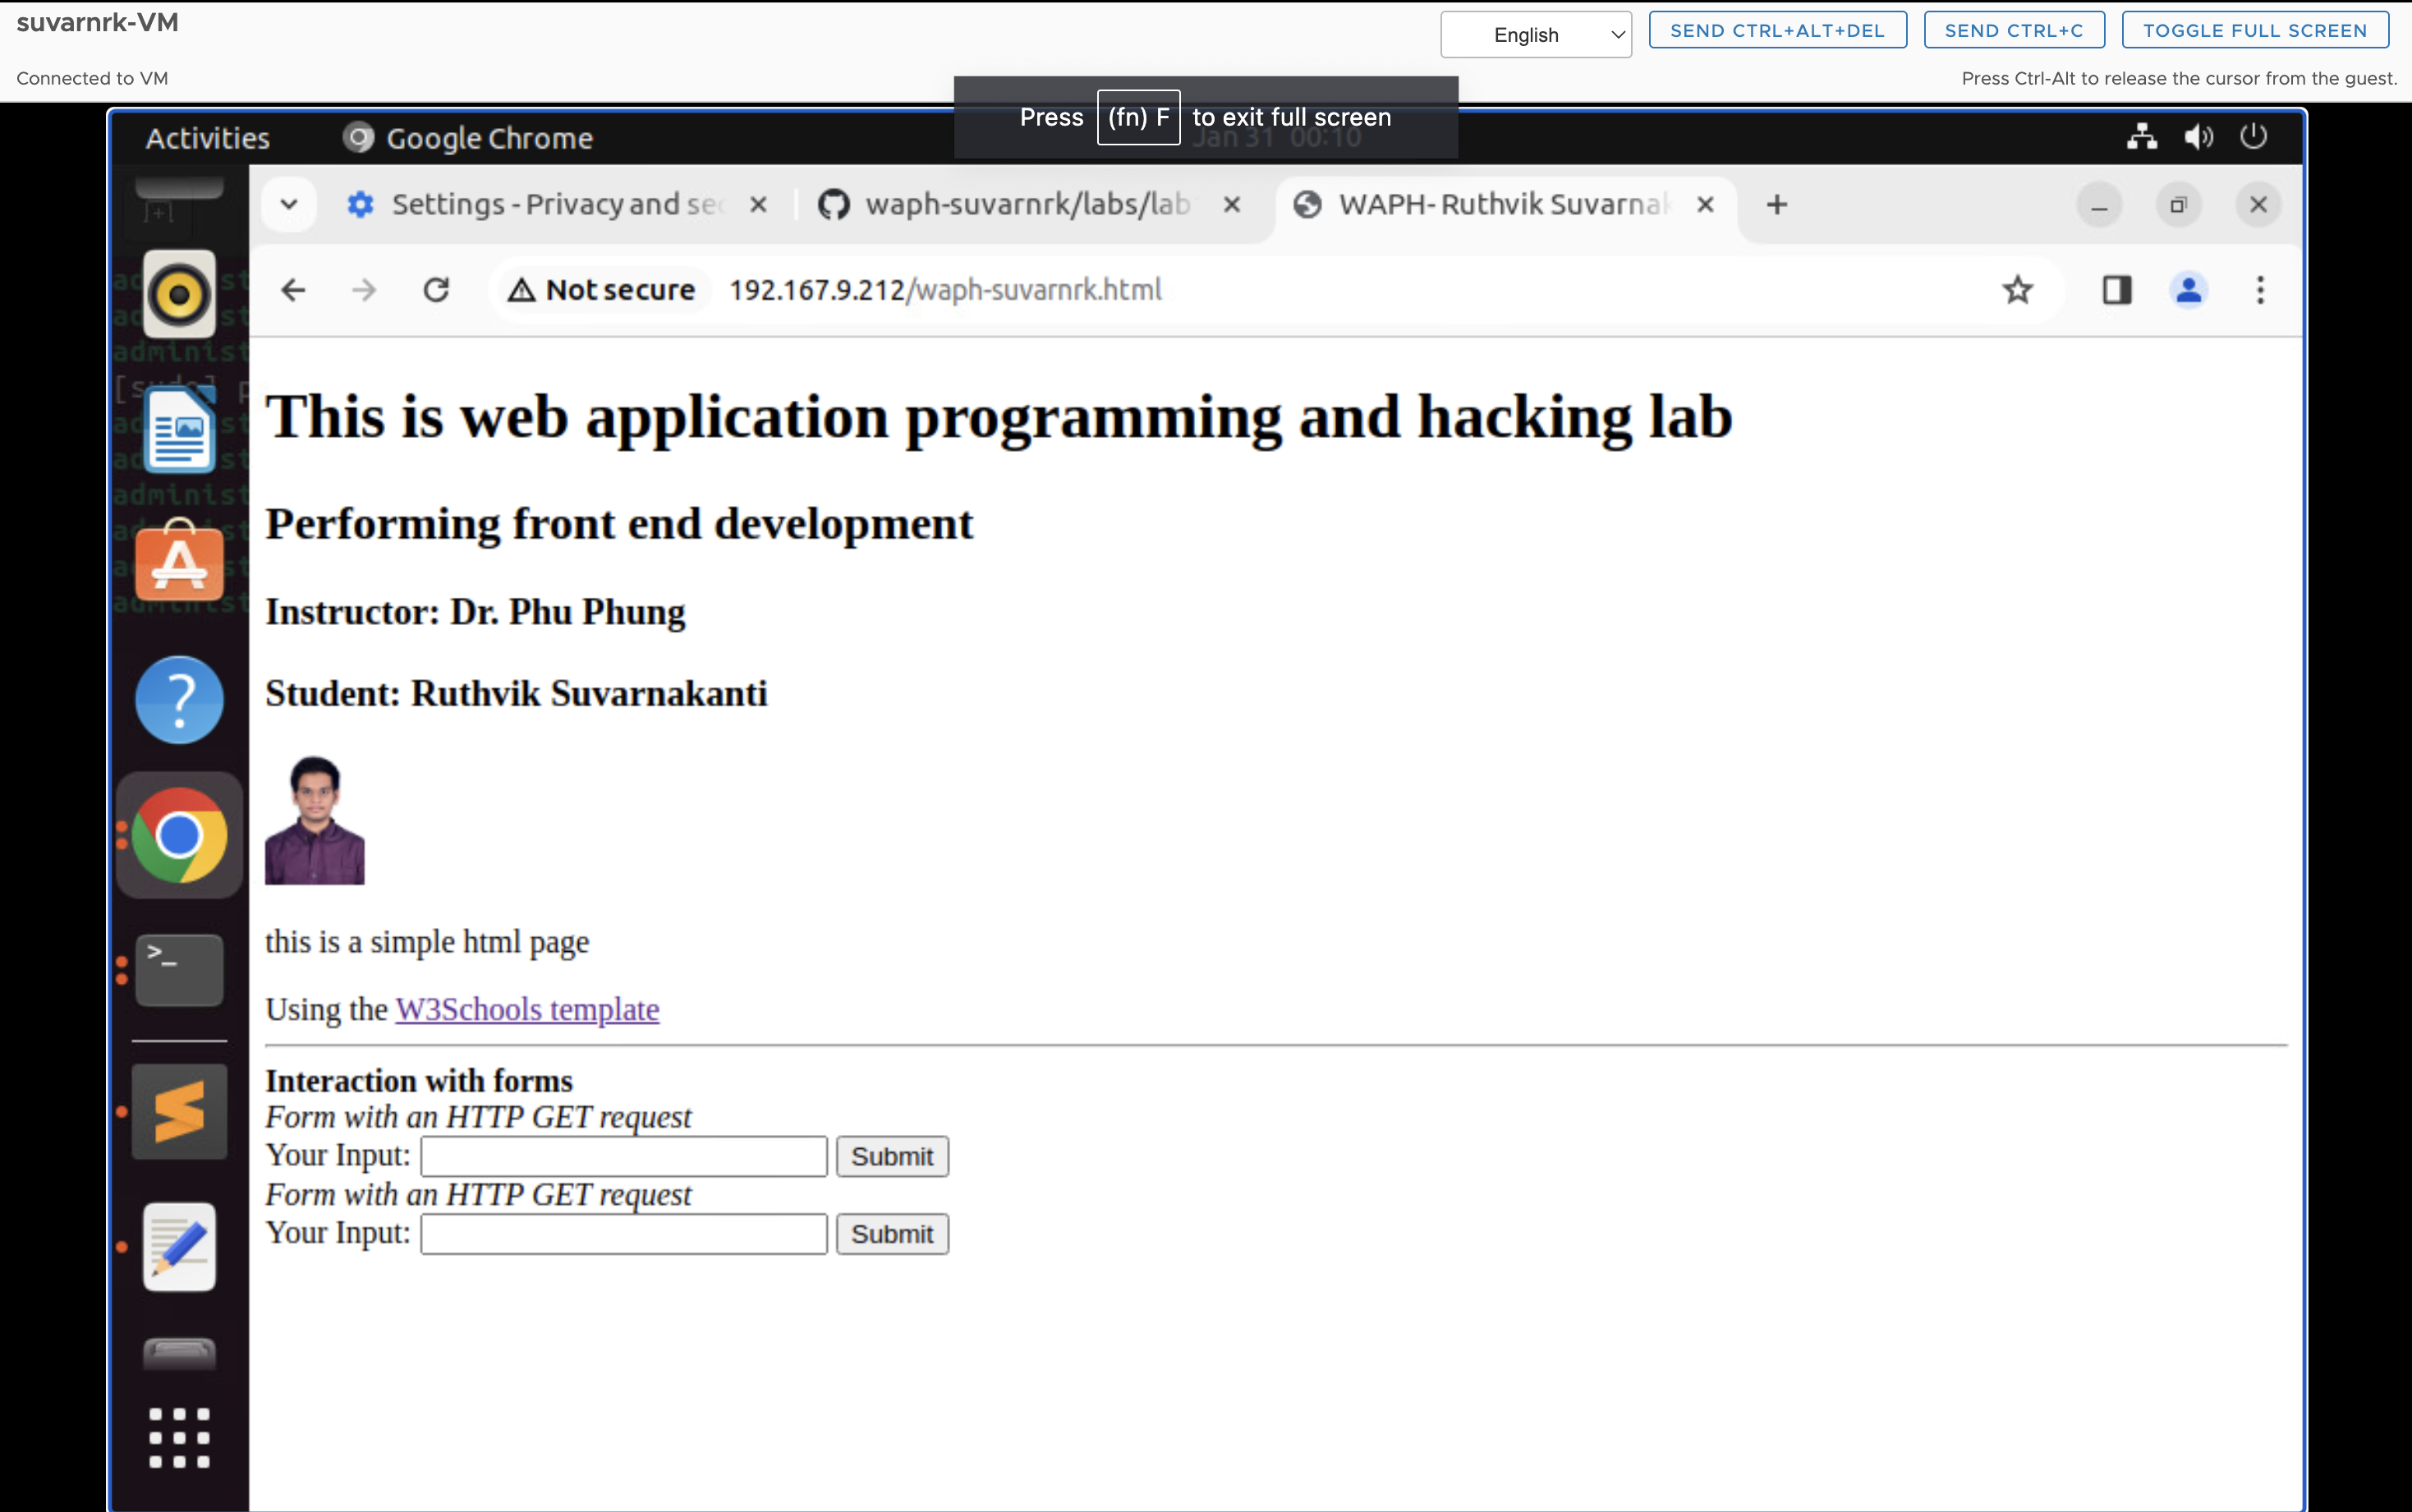 suvarnrk-VM
English
SEND CTRL+ALT+DEL
SEND CTRL+C
TOGGLE FULL SCREEN
Connected to VM
Press Ctrl-Alt to release the cursor from the guest.
Press (fn) F to exit full screen
Activities
Google Chrome
Jan 31 00:10
Settings - Privacy and sec
waph-suvarnrk/labs/lab
WAPH- Ruthvik Suvarnak
Not secure
192.167.9.212/waph-suvarnrk.html
This is web application programming and hacking lab
Performing front end development
Instructor: Dr. Phu Phung
Student: Ruthvik Suvarnakanti
this is a simple html page
Using the W3Schools template
Interaction with forms
Form with an HTTP GET request
Your Input: Submit
Form with an HTTP GET request
Your Input: Submit